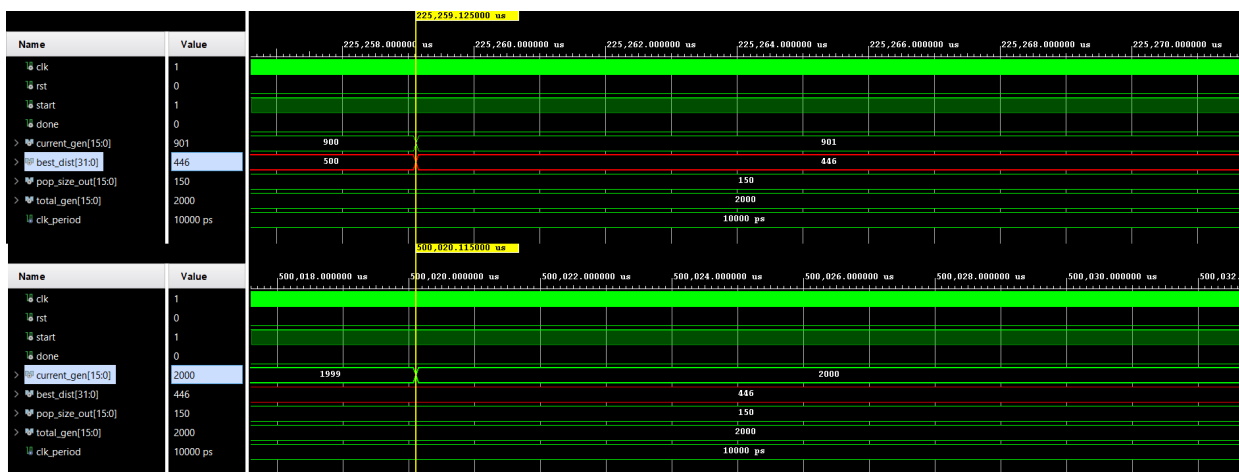 225,259.125000 us
Name Value 225,258.000000 us 225,260.000000 us 225,262.000000 us 225,264.000000 us 225,266.000000 us 225,268.000000 us 225,270.000000 us
clk 1
rst 0
start 1
done 0
current_gen[15:0] 901 900 901
best_dist[31:0] 446 500 446
pop_size_out[15:0] 150 150
total_gen[15:0] 2000 2000
clk_period 10000 ps 10000 ps
500,020.115000 us
Name Value 500,018.000000 us 500,020.000000 us 500,022.000000 us 500,024.000000 us 500,026.000000 us 500,028.000000 us 500,030.000000 us 500,032.
clk 1
rst 0
start 1
done 0
current_gen[15:0] 2000 1999 2000
best_dist[31:0] 446 446
pop_size_out[15:0] 150 150
total_gen[15:0] 2000 2000
clk_period 10000 ps 10000 ps